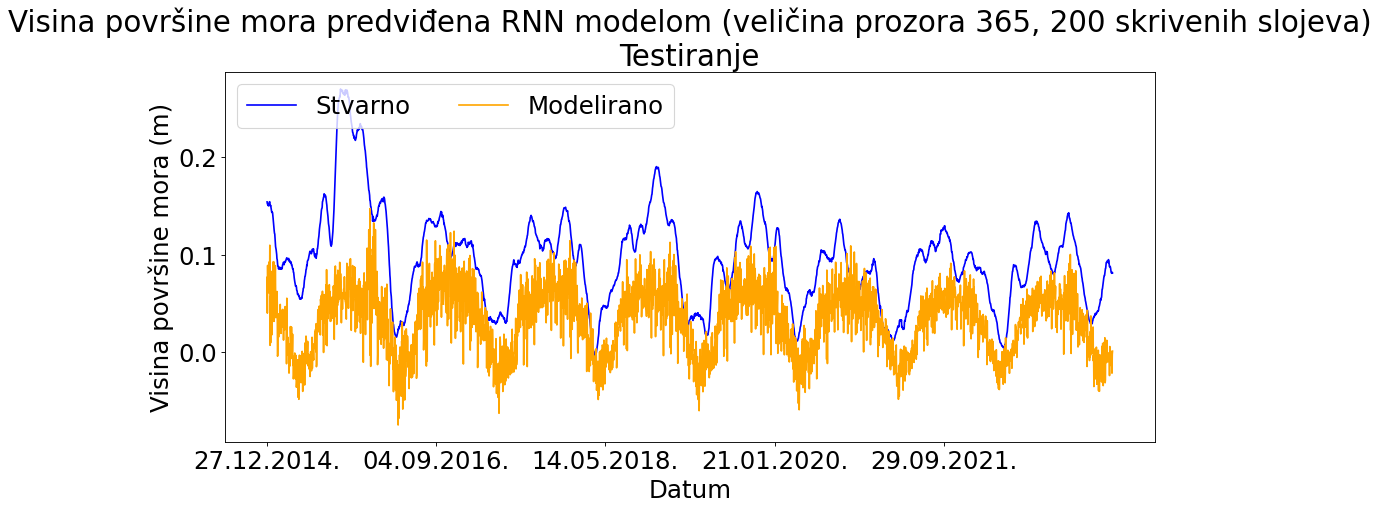 Visina površine mora predviđena RNN modelom (veličina prozora 365, 200 skrivenih slojeva)
Testiranje
Stvarno
Modelirano
Visina površine mora (m)
0.2
0.1
0.0
27.12.2014.
04.09.2016.
14.05.2018.
21.01.2020.
29.09.2021.
Datum